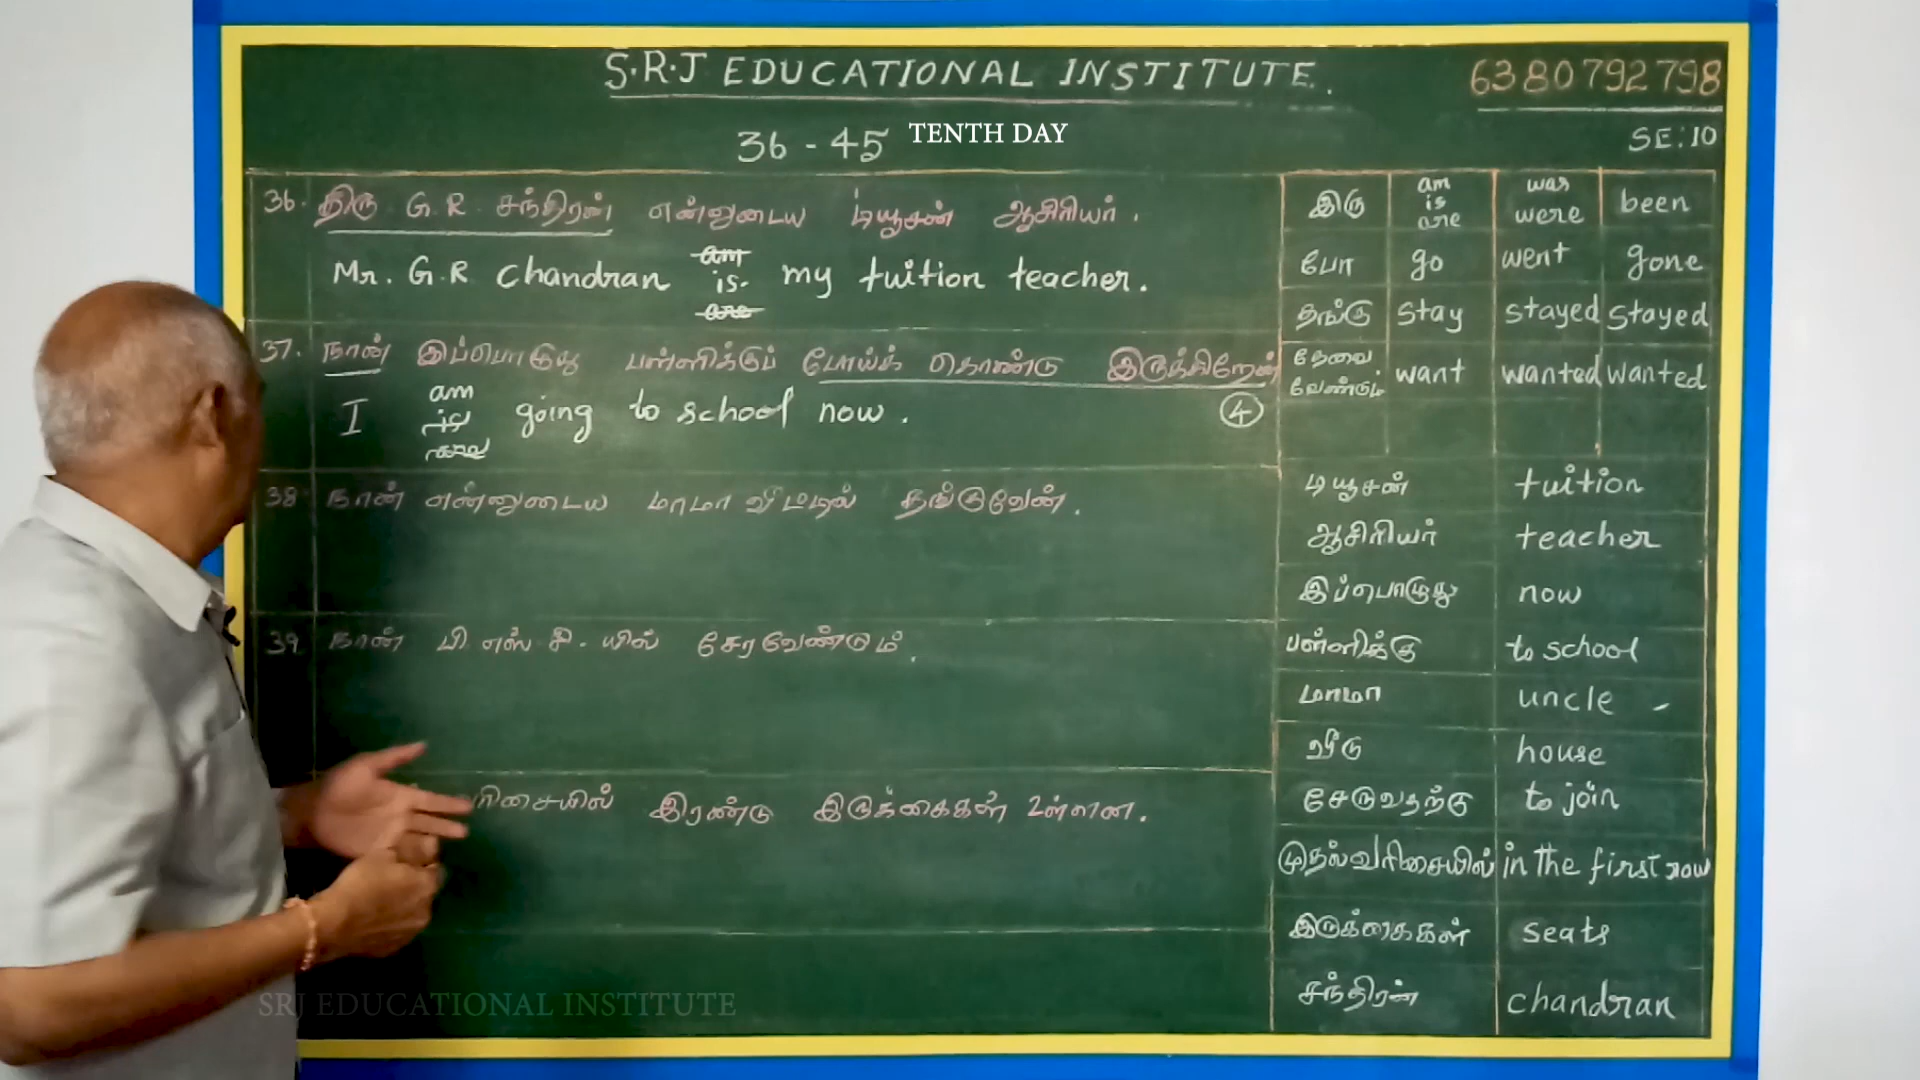 S.R.J EDUCATIONAL INSTITUTE.
6380792798
36 - 45 TENTH DAY
SE:10
36. திரு G.R. சந்திரன் என்னுடைய டியூசன் ஆசிரியர்.
am
Mr. G.R Chandran is. my tuition teacher.
are
37. நான் இப்பொழுது பள்ளிக்குப் போய்க் கொண்டு இருக்கிறேன்
am
I is going to school now. 4
are
38 நான் என்னுடைய மாமா வீட்டில் தங்குவேன்.
39 நான் பி.எஸ்.சி.யில் சேரவேண்டும்.
வரிசையில் இரண்டு இருக்கைகள் உள்ளன.
இரு am is are was were been
போ go went gone
தங்கு stay stayed stayed
தேவை. வேண்டும் want wanted wanted
டியூசன் tuition
ஆசிரியர் teacher
இப்பொழுது now
பள்ளிக்கு to school
மாமா uncle
வீடு house
சேருவதற்கு to join
முதல்வரிசையில் in the first row
இருக்கைகள் seats
சந்திரன் chandran
SRJ EDUCATIONAL INSTITUTE